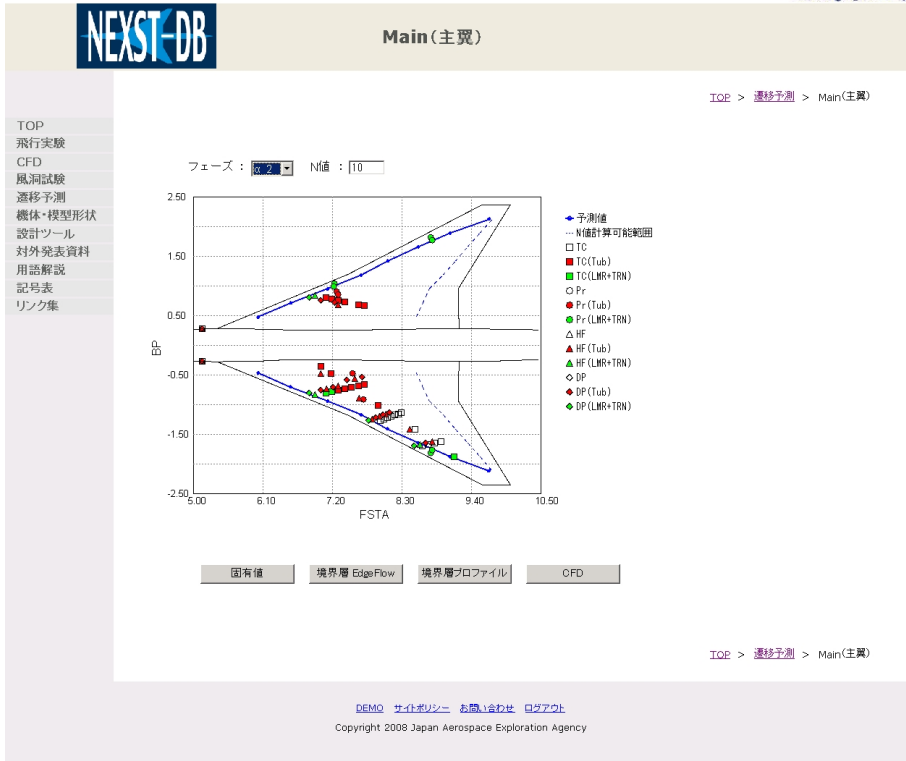 NEXST-DB
Main(主翼)
TOP > 遷移予測 > Main(主翼)
TOP
飛行実験
CFD
風洞試験
遷移予測
機体・模型形状
設計ツール
対外発表資料
用語解説
記号表
リンク集
フェーズ : α 2 N値 : 10
2.50
1.50
0.50
-0.50
-1.50
-2.50
BP
5.00 6.10 7.20 8.30 9.40 10.50
FSTA
予測値
N値計算可能範囲
TC
TC(Tub)
TC(LMR+TRN)
Pr
Pr(Tub)
Pr(LMR+TRN)
HF
HF(Tub)
HF(LMR+TRN)
DP
DP(Tub)
DP(LMR+TRN)
固有値 境界層 EdgeFlow 境界層プロファイル CFD
TOP > 遷移予測 > Main(主翼)
DEMO サイトポリシー お問い合わせ ログアウト
Copyright 2008 Japan Aerospace Exploration Agency